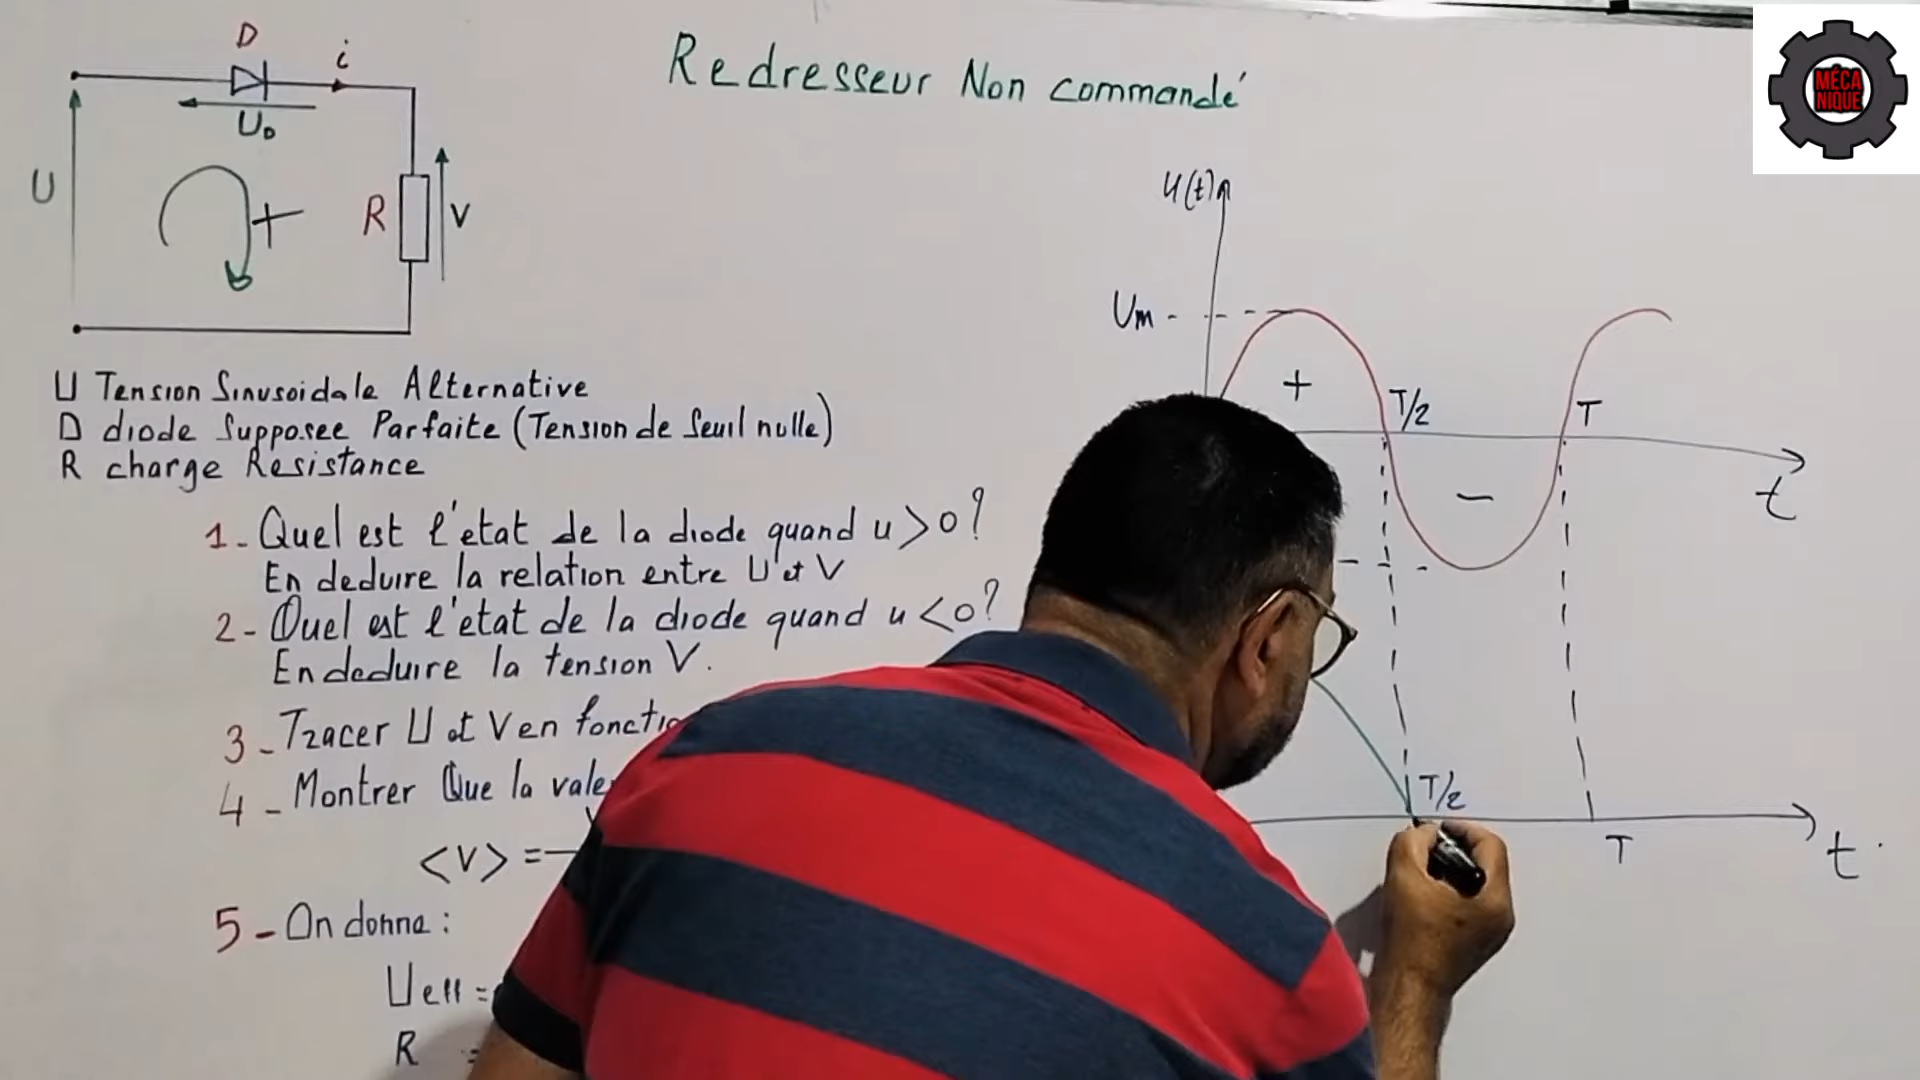 Redresseur Non commandé
MÉCA
NIQUE
D
i
UD
U
R
V
+
U Tension Sinusoidale Alternative
D diode Supposee Parfaite (Tension de Seuil nulle)
R charge Resistance
1- Quel est l'etat de la diode quand u > 0?
En deduire la relation entre U et V
2- Quel est l'etat de la diode quand u < 0?
En deduire la tension V.
3- Tracer U et V en
4- Montrer Que la
<V> =
5- On donne:
Ueff =
R =
U(t)
Um
+
T/2
T
-
t
T/2
T
t